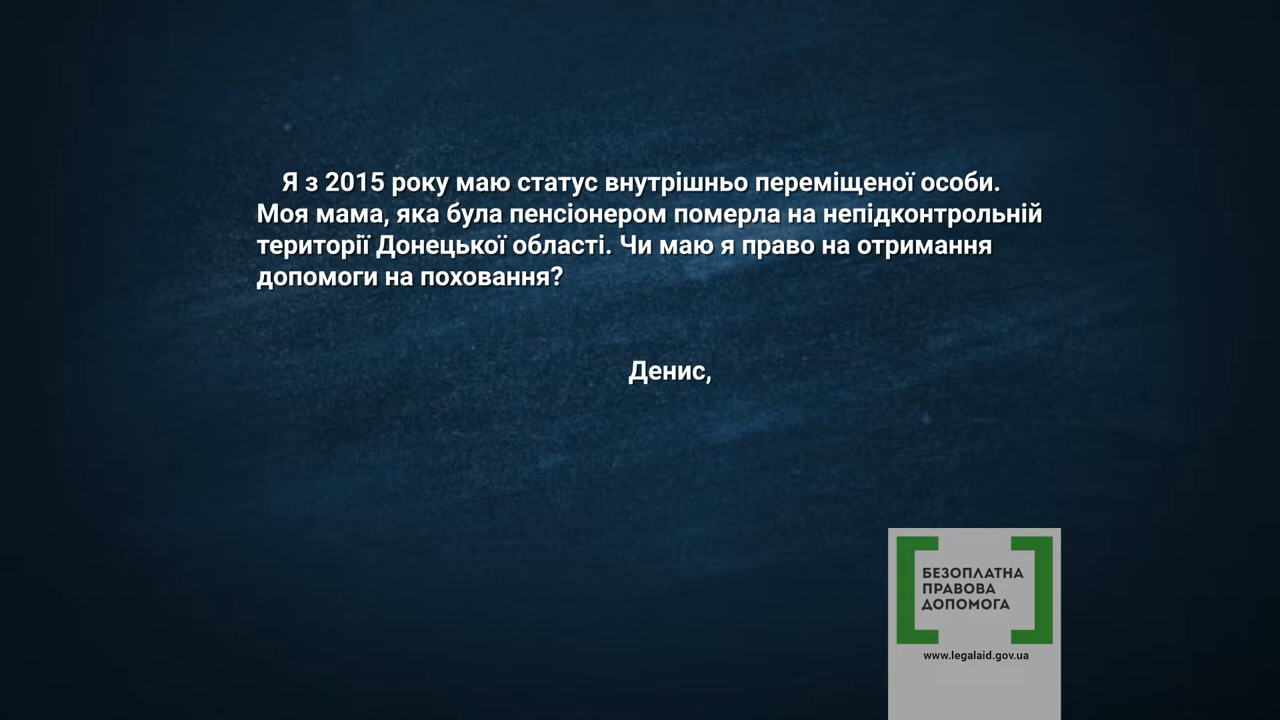 Я з 2015 року маю статус внутрішньо переміщеної особи.
Моя мама, яка була пенсіонером померла на непідконтрольній
території Донецької області. Чи маю я право на отримання
допомоги на поховання?
Денис,
БЕЗОПЛАТНА
ПРАВОВА
ДОПОМОГА
www.legalaid.gov.ua